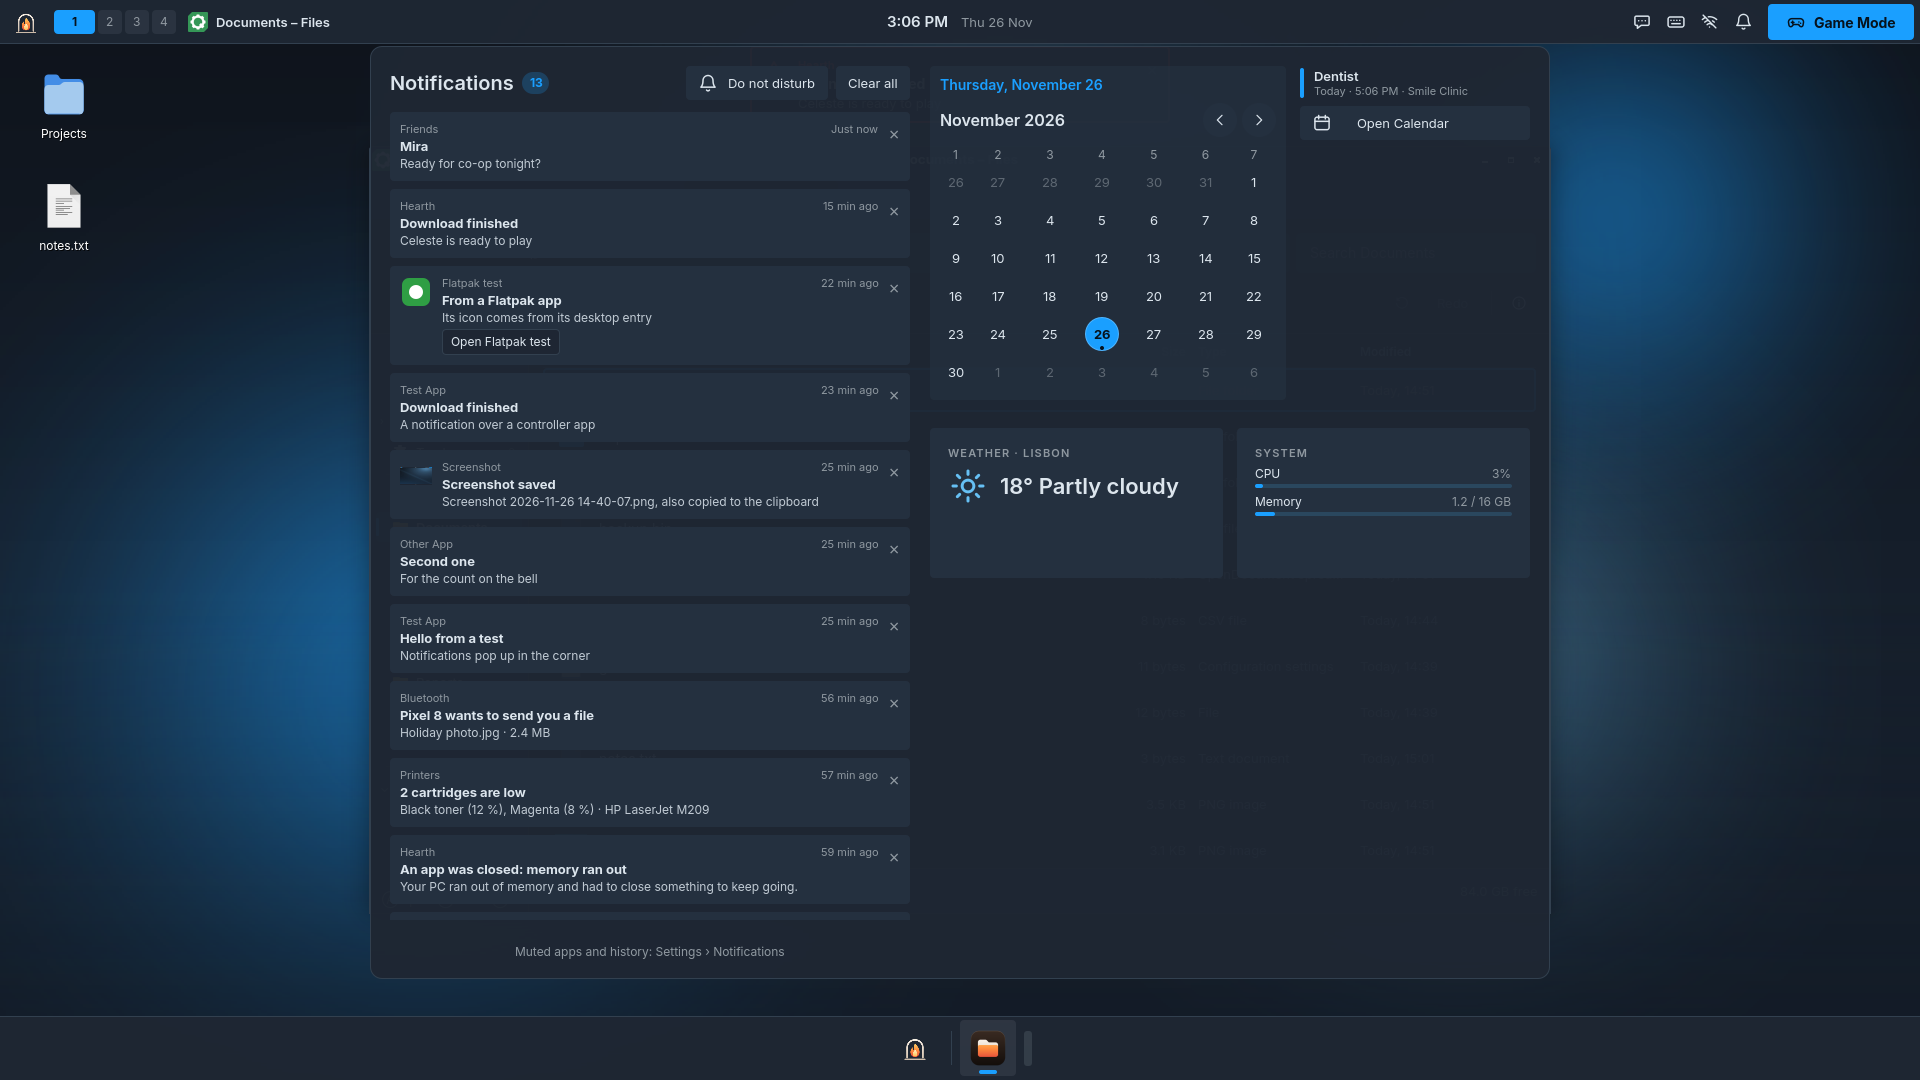 1 2 3 4 Documents – Files
3:06 PM Thu 26 Nov
Game Mode
Projects
notes.txt
Notifications 13
Do not disturb
Clear all
Friends Just now
Mira
Ready for co-op tonight?
Hearth 15 min ago
Download finished
Celeste is ready to play
Flatpak test 22 min ago
From a Flatpak app
Its icon comes from its desktop entry
Open Flatpak test
Test App 23 min ago
Download finished
A notification over a controller app
Screenshot 25 min ago
Screenshot saved
Screenshot 2026-11-26 14-40-07.png, also copied to the clipboard
Other App 25 min ago
Second one
For the count on the bell
Test App 25 min ago
Hello from a test
Notifications pop up in the corner
Bluetooth 56 min ago
Pixel 8 wants to send you a file
Holiday photo.jpg · 2.4 MB
Printers 57 min ago
2 cartridges are low
Black toner (12 %), Magenta (8 %) · HP LaserJet M209
Hearth 59 min ago
An app was closed: memory ran out
Your PC ran out of memory and had to close something to keep going.
Muted apps and history: Settings › Notifications
Thursday, November 26
November 2026
1 2 3 4 5 6 7
26 27 28 29 30 31 1
2 3 4 5 6 7 8
9 10 11 12 13 14 15
16 17 18 19 20 21 22
23 24 25 26 27 28 29
30 1 2 3 4 5 6
Dentist
Today · 5:06 PM · Smile Clinic
Open Calendar
WEATHER · LISBON
18° Partly cloudy
SYSTEM
CPU 3%
Memory 1.2 / 16 GB